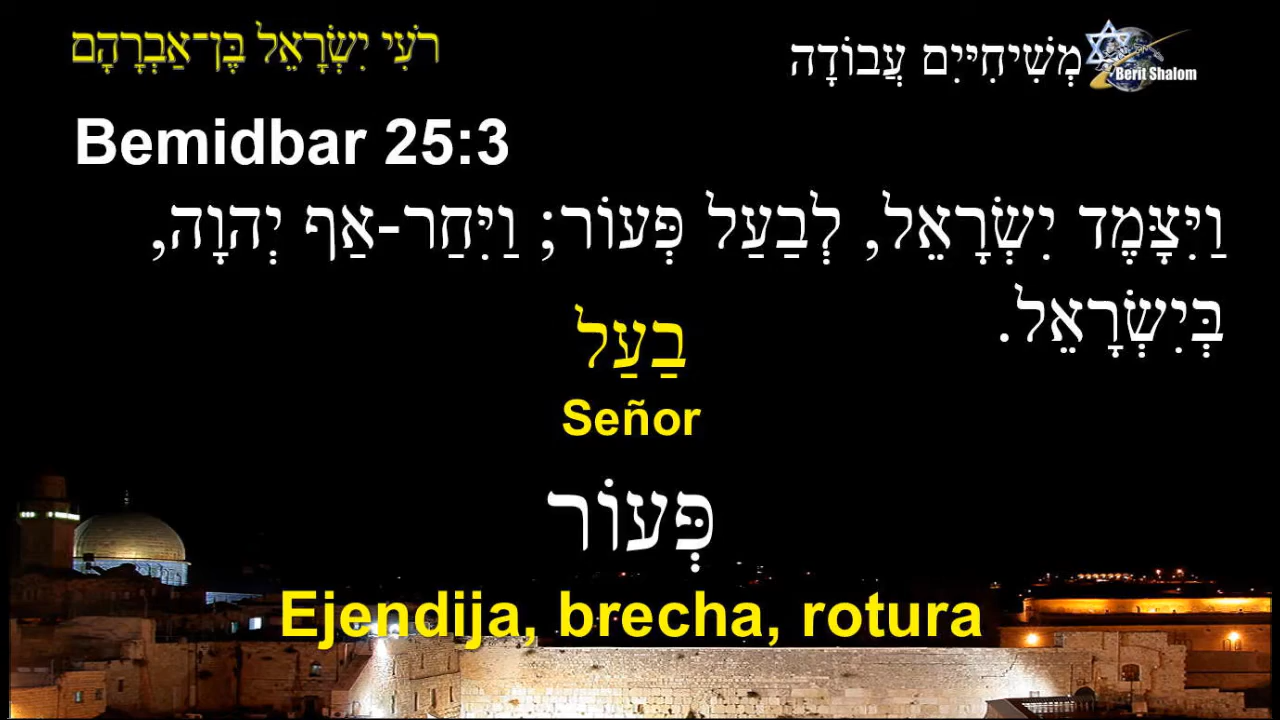 רֹעִי יִשְׂרָאֵל בֶּן־אַבְרָהָם
מְשִׁיחִיִּים עֲבוֹדָה
Berit Shalom
Bemidbar 25:3
וַיִּצָּמֶד יִשְׂרָאֵל, לְבַעַל פְּעוֹר; וַיִּחַר-אַף יְהוָה,
בְּיִשְׂרָאֵל.
בַעַל
Señor
פְּעוֹר
Ejendija, brecha, rotura